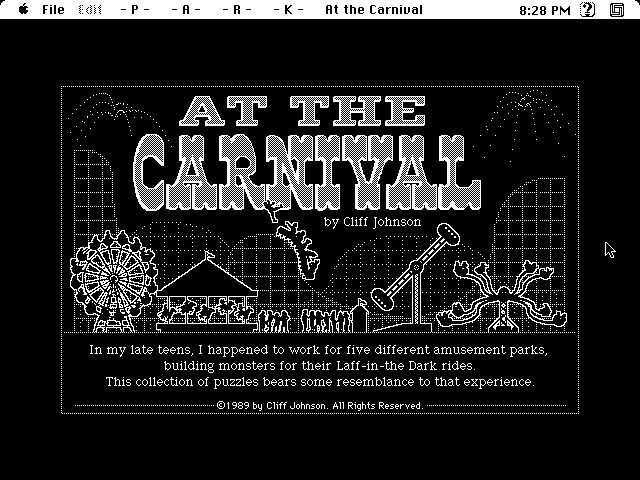 File Edit - P - - A - - R - - K - At the Carnival 8:28 PM
AT THE
CARNIVAL
by Cliff Johnson
In my late teens, I happened to work for five different amusement parks,
building monsters for their Laff-in-the Dark rides.
This collection of puzzles bears some resemblance to that experience.
©1989 by Cliff Johnson. All Rights Reserved.